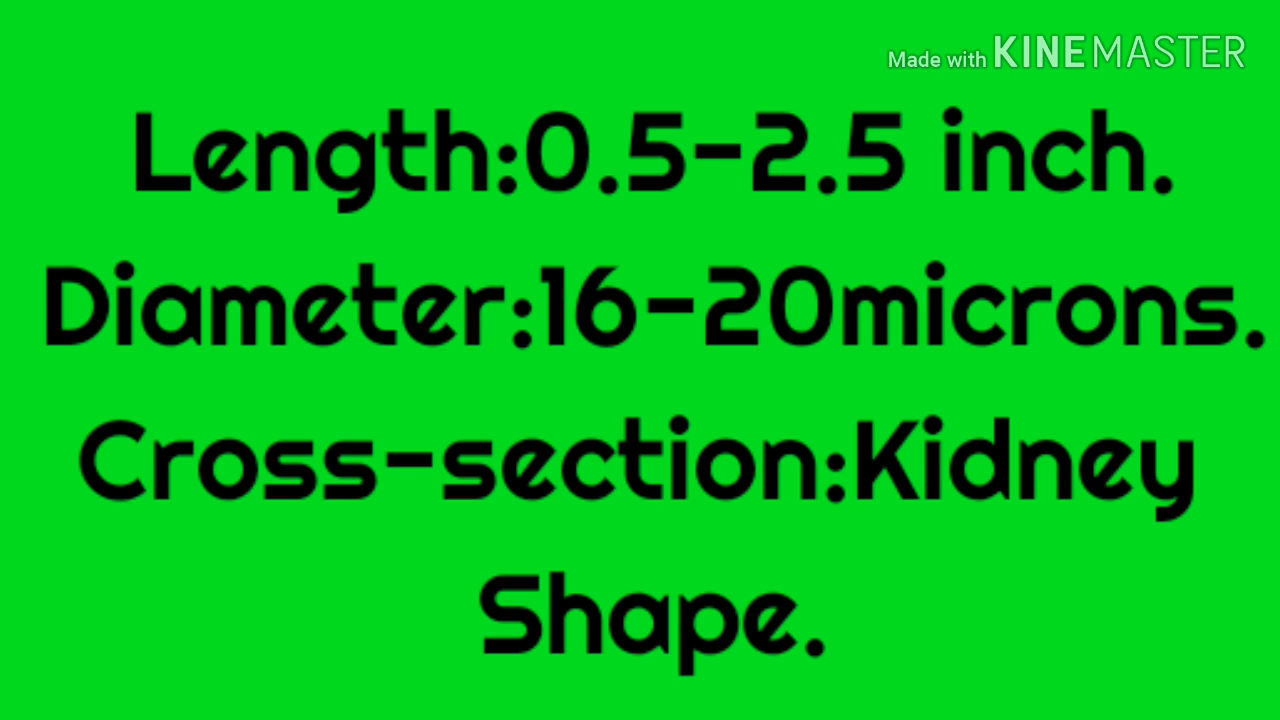 Made with KINEMASTER
Length:0.5-2.5 inch.
Diameter:16-20microns.
Cross-section:Kidney
Shape.